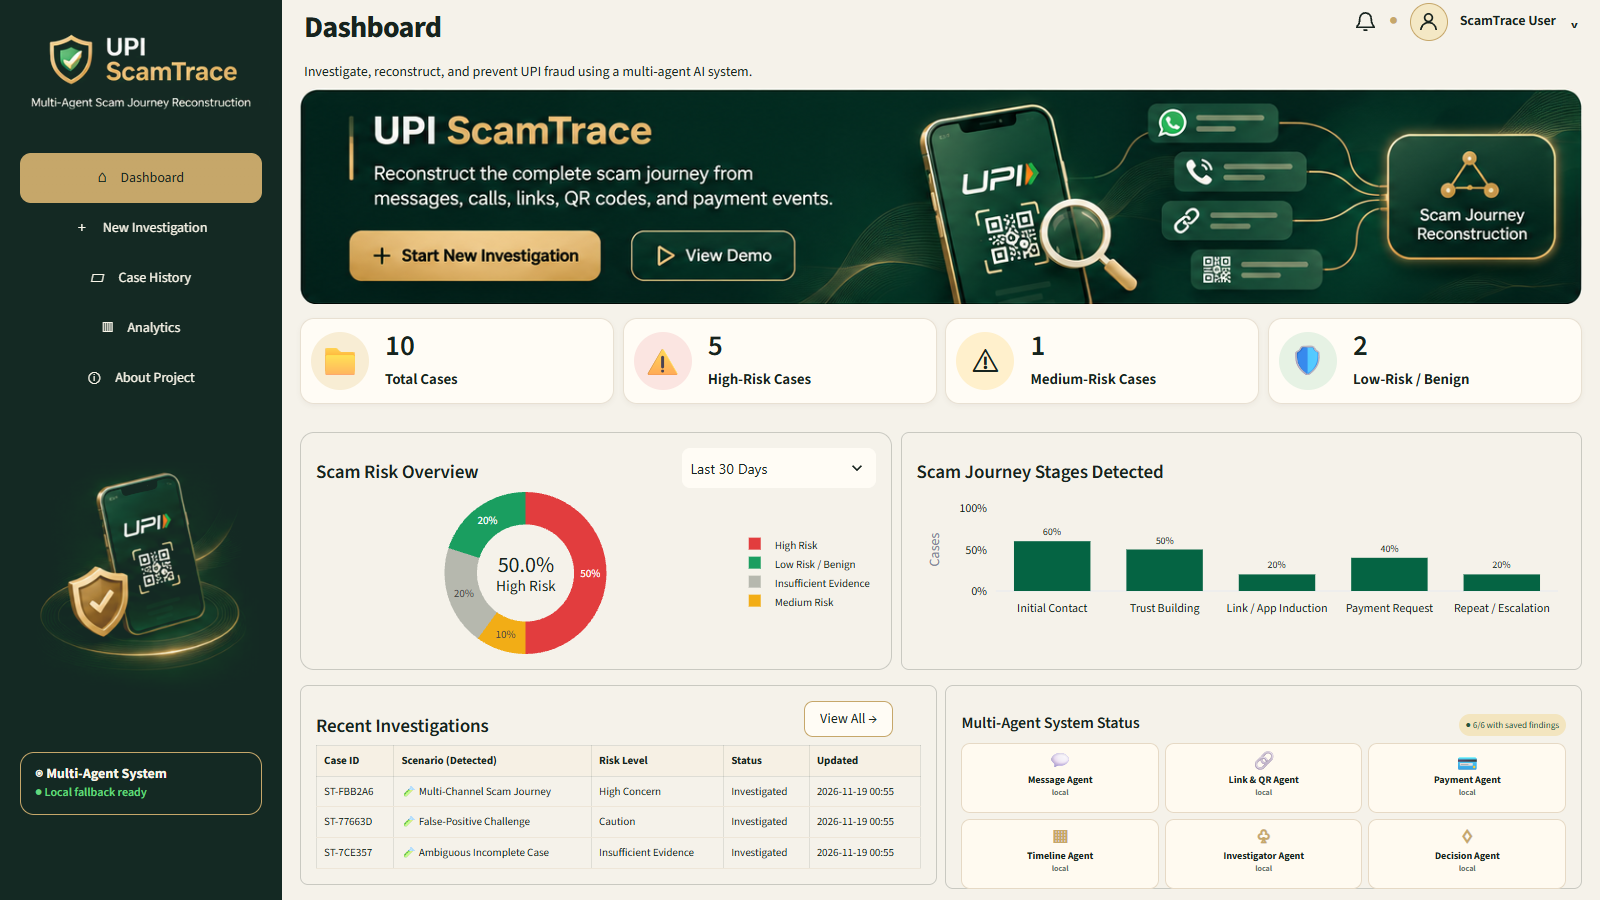 UPI
ScamTrace
Multi-Agent Scam Journey Reconstruction
Dashboard
New Investigation
Case History
Analytics
About Project
UPI
Multi-Agent System
Local fallback ready
Dashboard
ScamTrace User
Investigate, reconstruct, and prevent UPI fraud using a multi-agent AI system.
UPI ScamTrace
Reconstruct the complete scam journey from
messages, calls, links, QR codes, and payment events.
+ Start New Investigation
View Demo
UPI
Scam Journey
Reconstruction
10
Total Cases
5
High-Risk Cases
1
Medium-Risk Cases
2
Low-Risk / Benign
Scam Risk Overview
Last 30 Days
20%
50%
20%
10%
50.0%
High Risk
High Risk
Low Risk / Benign
Insufficient Evidence
Medium Risk
Scam Journey Stages Detected
Cases
100%
50%
0%
60%
50%
20%
40%
20%
Initial Contact
Trust Building
Link / App Induction
Payment Request
Repeat / Escalation
Recent Investigations
View All →
Case ID Scenario (Detected) Risk Level Status Updated
ST-FBB2A6 Multi-Channel Scam Journey High Concern Investigated 2026-11-19 00:55
ST-77663D False-Positive Challenge Caution Investigated 2026-11-19 00:55
ST-7CE357 Ambiguous Incomplete Case Insufficient Evidence Investigated 2026-11-19 00:55
Multi-Agent System Status
6/6 with saved findings
Message Agent
local
Link & QR Agent
local
Payment Agent
local
Timeline Agent
local
Investigator Agent
local
Decision Agent
local